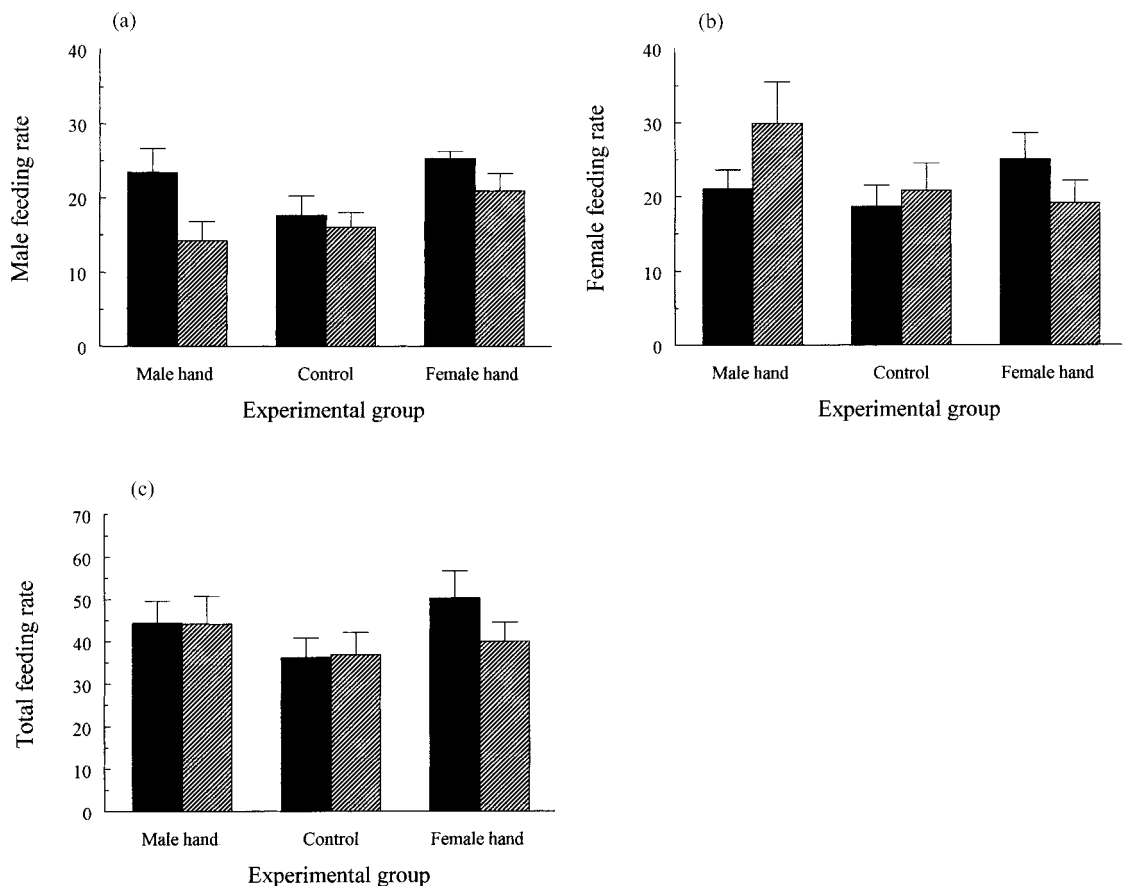 (a)
40
30
20
10
0
Male feeding rate
Male hand Control Female hand
Experimental group
(b)
40
30
20
10
0
Female feeding rate
Male hand Control Female hand
Experimental group
(c)
70
60
50
40
30
20
10
0
Total feeding rate
Male hand Control Female hand
Experimental group